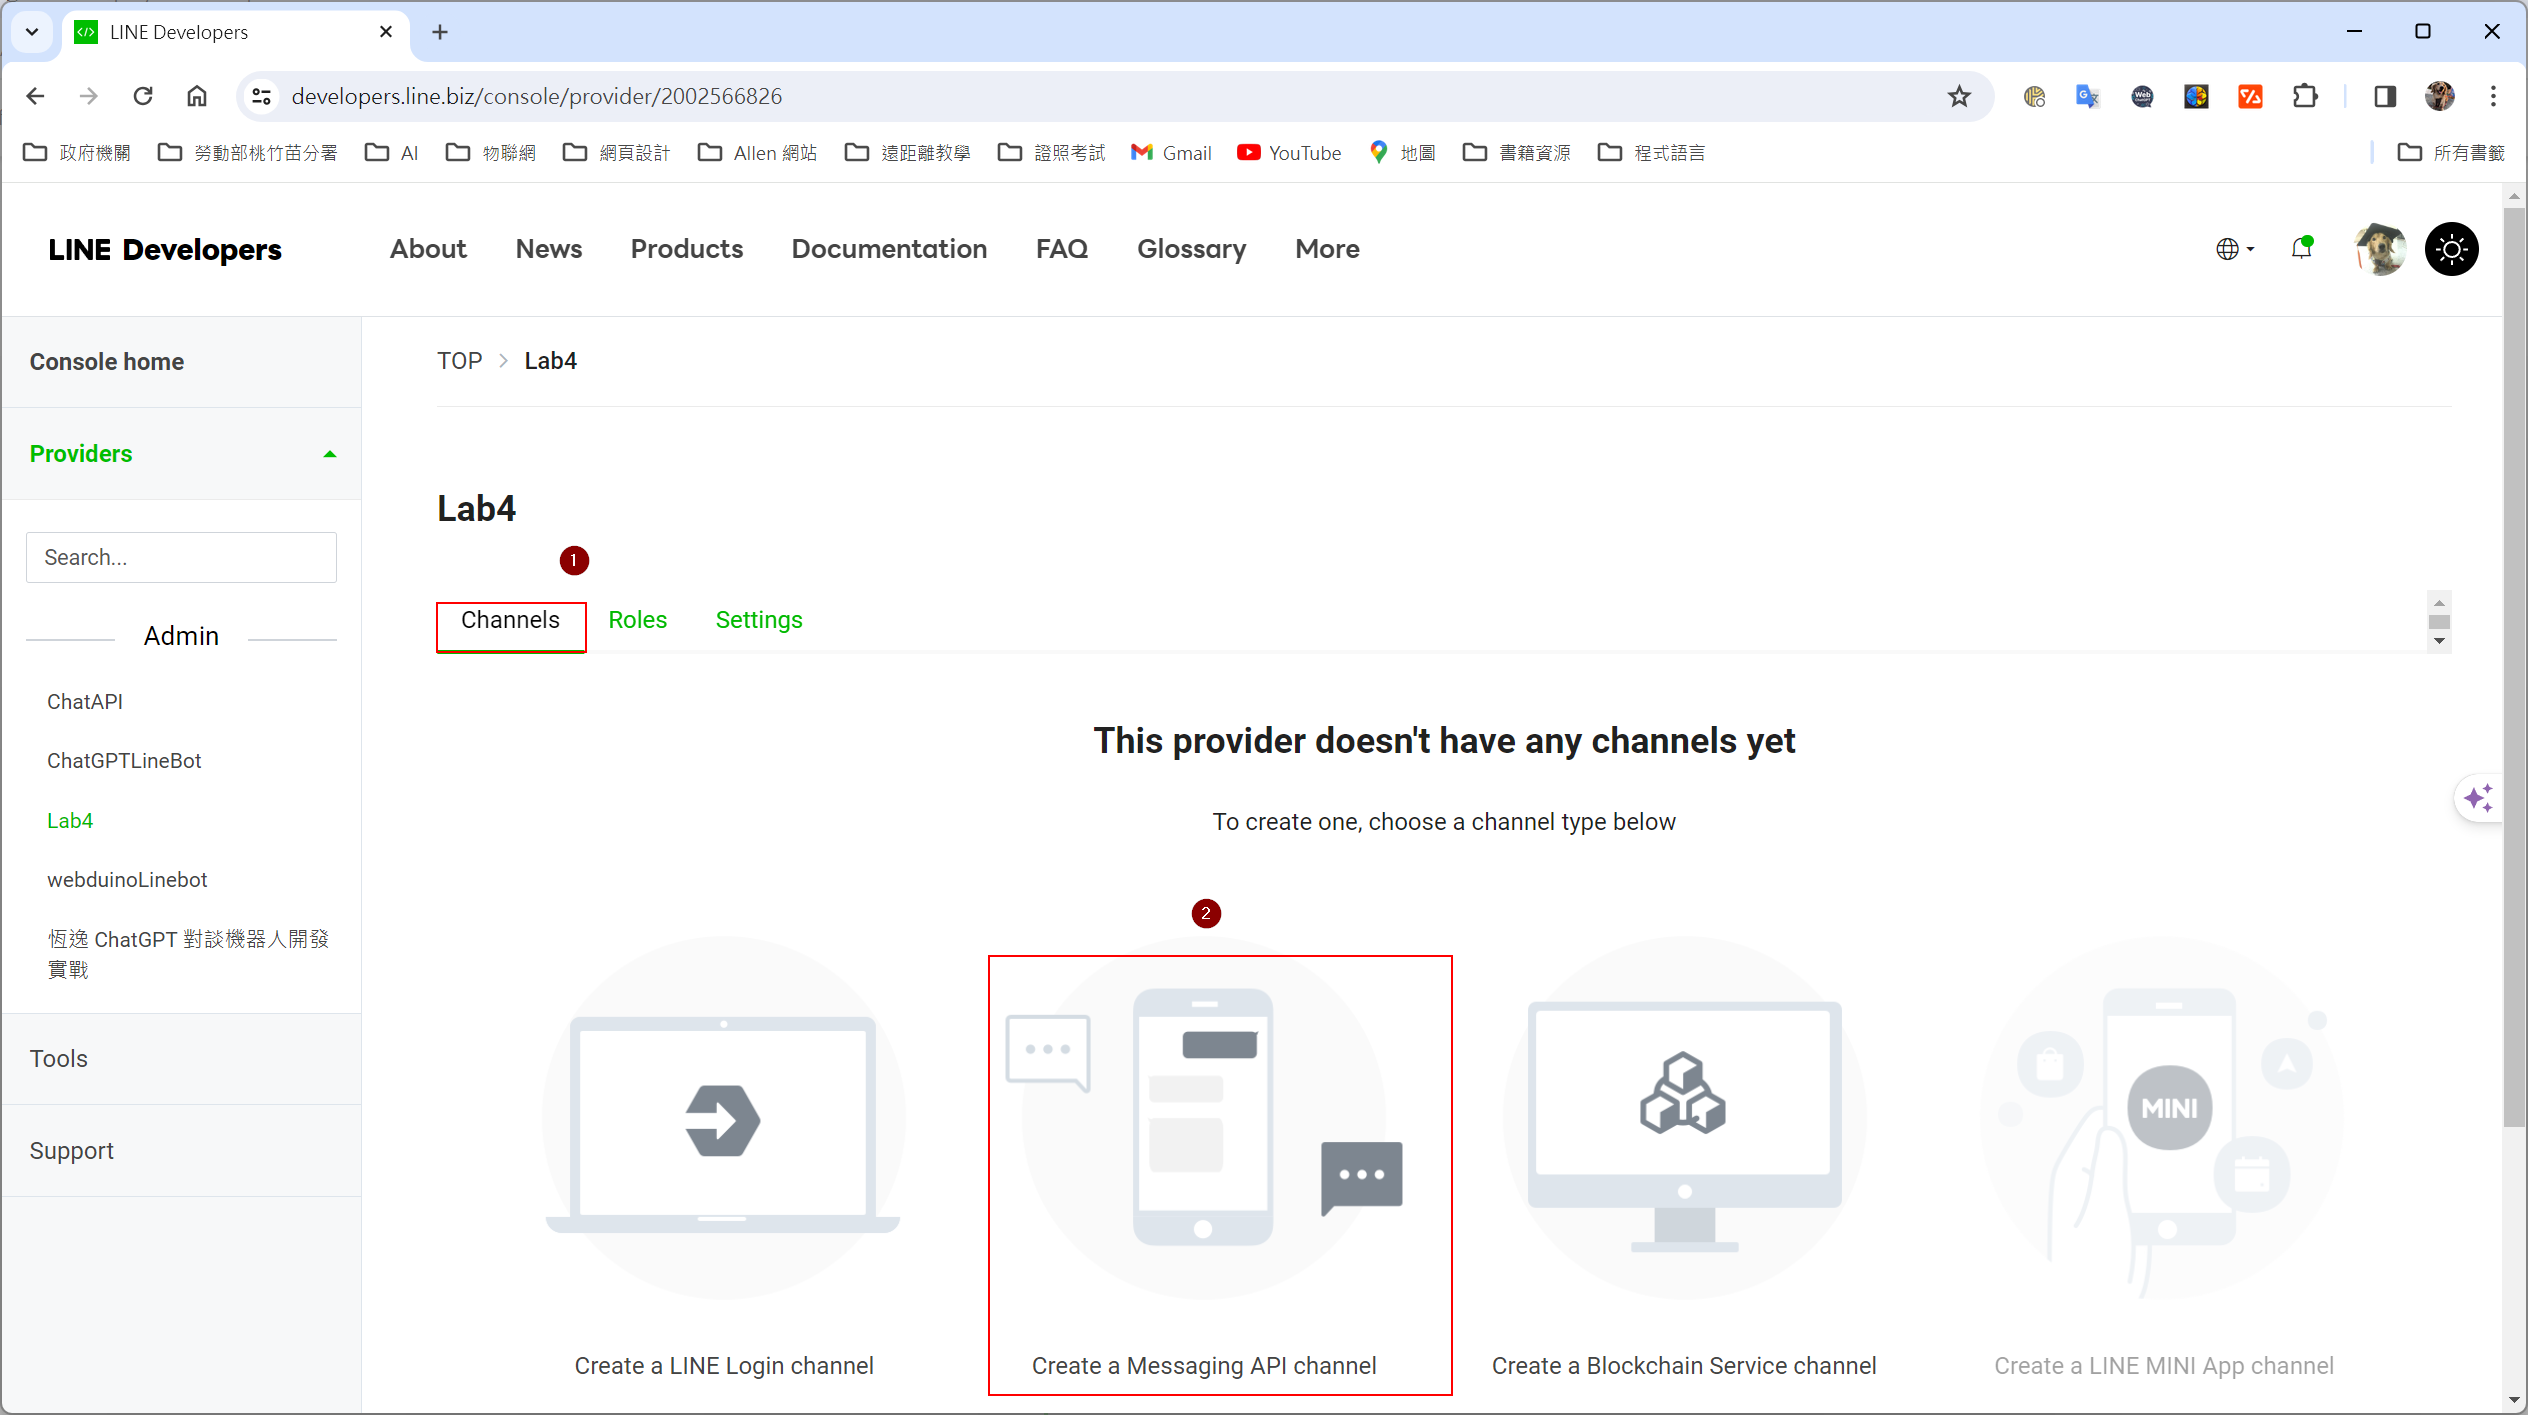 LINE Developers
developers.line.biz/console/provider/2002566826
政府機關 勞動部桃竹苗分署 AI 物聯網 網頁設計 Allen 網站 遠距離教學 證照考試 Gmail YouTube 地圖 書籍資源 程式語言 所有書籤
LINE Developers About News Products Documentation FAQ Glossary More
Console home
Providers
Search...
Admin
ChatAPI
ChatGPTLineBot
Lab4
webduinoLinebot
恆逸 ChatGPT 對談機器人開發
實戰
Tools
Support
TOP > Lab4
Lab4
1
Channels Roles Settings
This provider doesn't have any channels yet
To create one, choose a channel type below
2
MINI
Create a LINE Login channel
Create a Messaging API channel
Create a Blockchain Service channel
Create a LINE MINI App channel